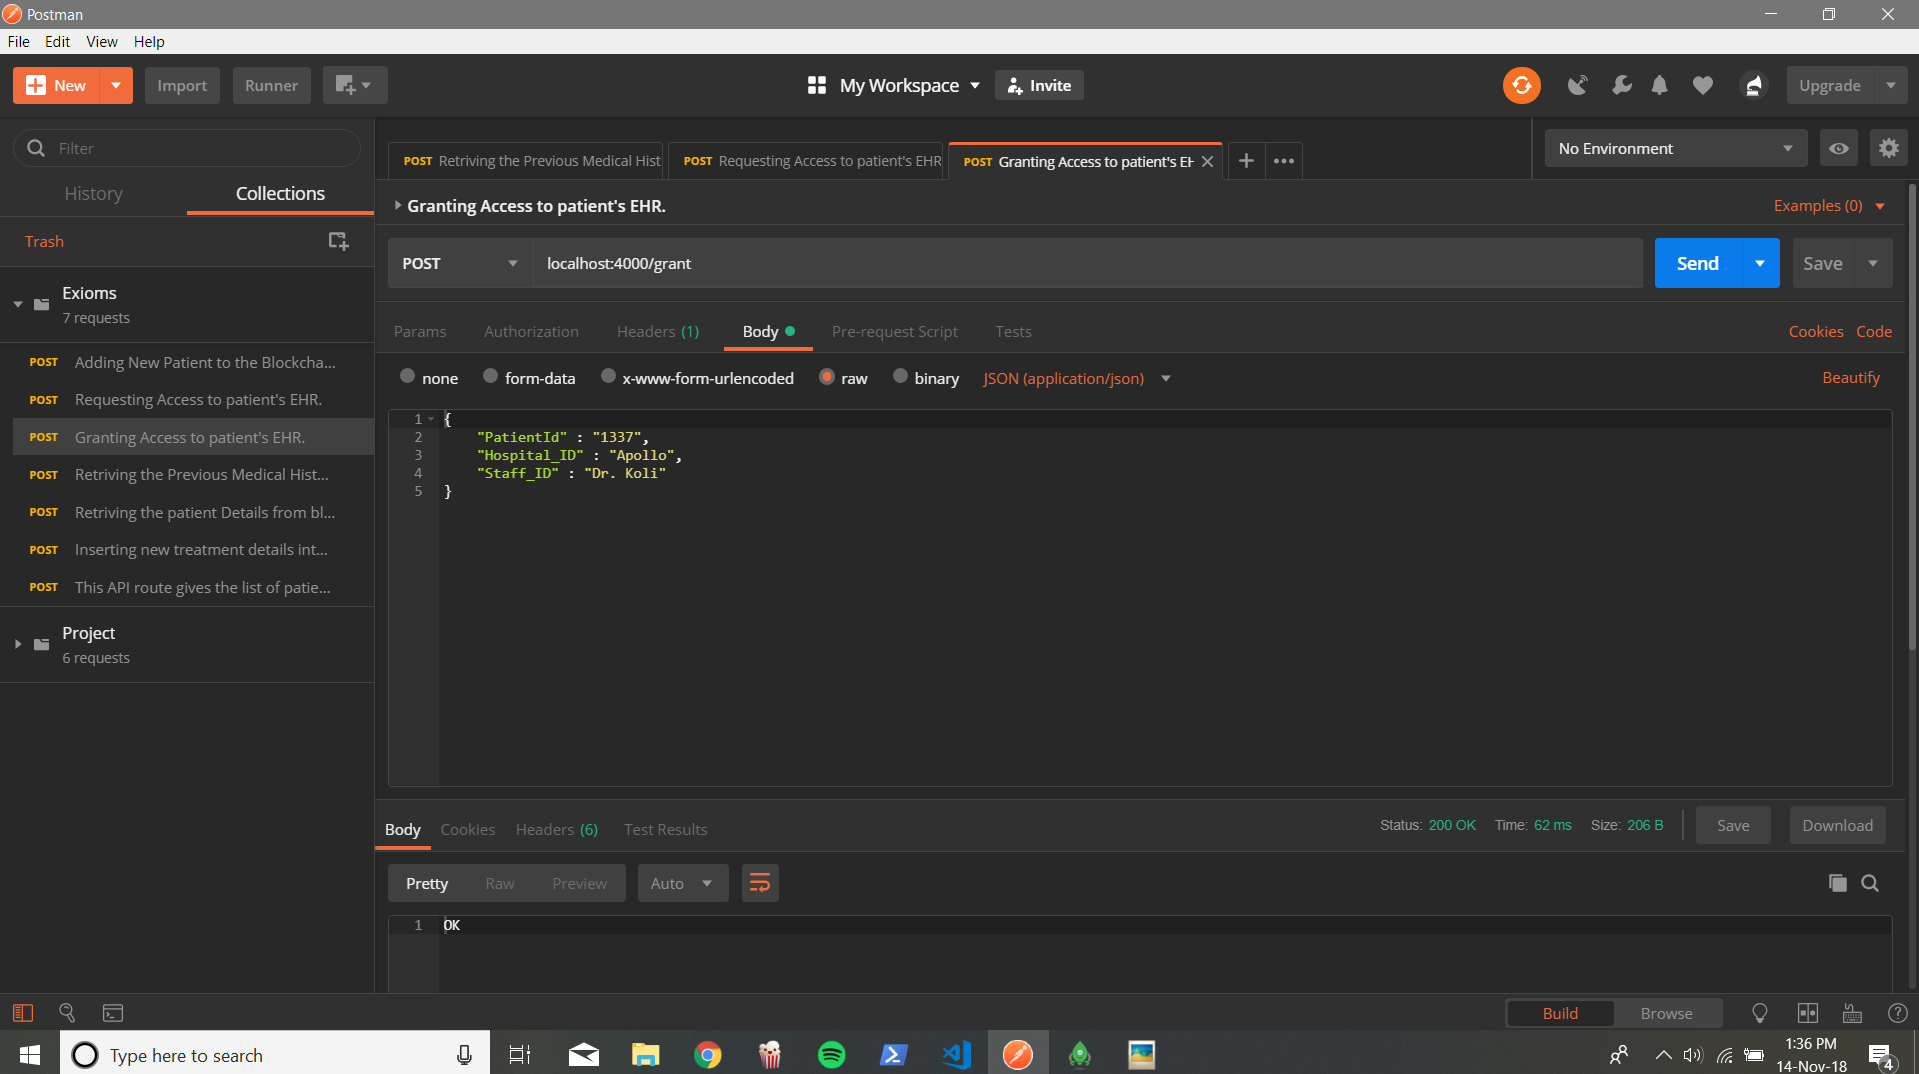 Postman
File Edit View Help
New Import Runner My Workspace Invite Upgrade
Filter
History Collections
Trash
Exioms
7 requests
POST Adding New Patient to the Blockcha...
POST Requesting Access to patient's EHR.
POST Granting Access to patient's EHR.
POST Retriving the Previous Medical Hist...
POST Retriving the patient Details from bl...
POST Inserting new treatment details int...
POST This API route gives the list of patie...
Project
6 requests
POST Retriving the Previous Medical Hist POST Requesting Access to patient's EHR POST Granting Access to patient's EH
No Environment
Granting Access to patient's EHR. Examples (0)
POST localhost:4000/grant Send Save
Params Authorization Headers (1) Body Pre-request Script Tests Cookies Code
none form-data x-www-form-urlencoded raw binary JSON (application/json) Beautify
1 {
2 "PatientId" : "1337",
3 "Hospital_ID" : "Apollo",
4 "Staff_ID" : "Dr. Koli"
5 }
Body Cookies Headers (6) Test Results Status: 200 OK Time: 62 ms Size: 206 B Save Download
Pretty Raw Preview Auto
1 OK
Build Browse
Type here to search
1:36 PM
14-Nov-18
4